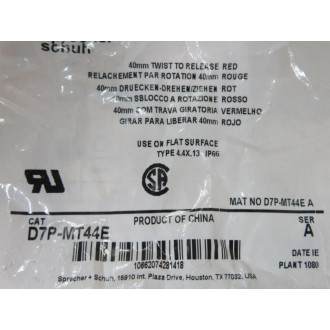 schuh
40mm TWIST TO RELEASE RED
RELACHEMENT PAR ROTATION 40mm ROUGE
40mm DRUECKEN-DREHEN/ZIEHEN ROT
40mm SBLOCCO A ROTAZIONE ROSSO
40mm COM TRAVA GIRATORIA VERMELHO
GIRAR PARA LIBERAR 40mm ROJO
USE ON FLAT SURFACE
TYPE 4,4X,13 IP66
MAT NO D7P-MT44E A
CAT PRODUCT OF CHINA SER
D7P-MT44E A
10662074281418
DATE IE
PLANT 1080
Sprecher + Schuh, 15910 Int. Plaza Drive, Houston, TX 77032, USA